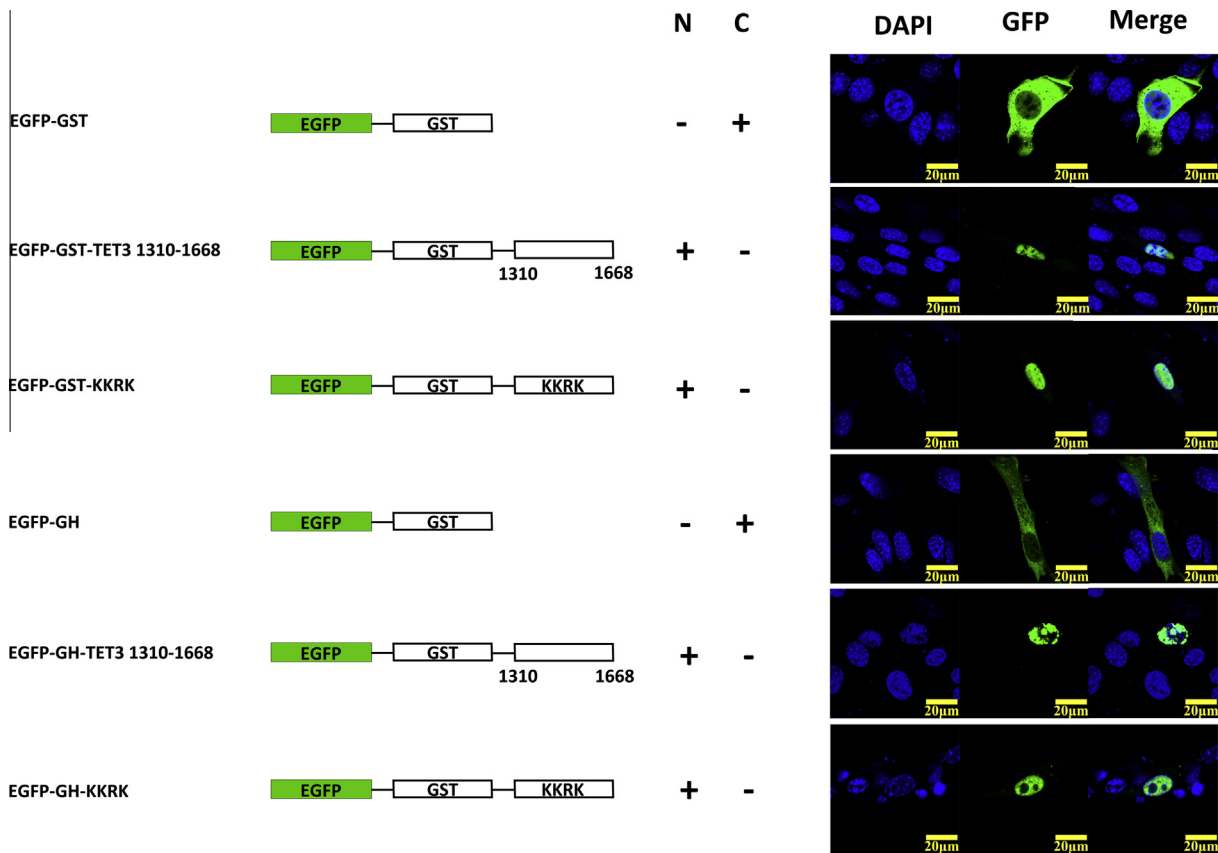 N C DAPI GFP Merge
EGFP-GST EGFP GST - +
20μm 20μm 20μm
EGFP-GST-TET3 1310-1668 EGFP GST + -
1310 1668
20μm 20μm 20μm
EGFP-GST-KKRK EGFP GST KKRK + -
20μm 20μm 20μm
EGFP-GH EGFP GST - +
20μm 20μm 20μm
EGFP-GH-TET3 1310-1668 EGFP GST + -
1310 1668
20μm 20μm 20μm
EGFP-GH-KKRK EGFP GST KKRK + -
20μm 20μm 20μm